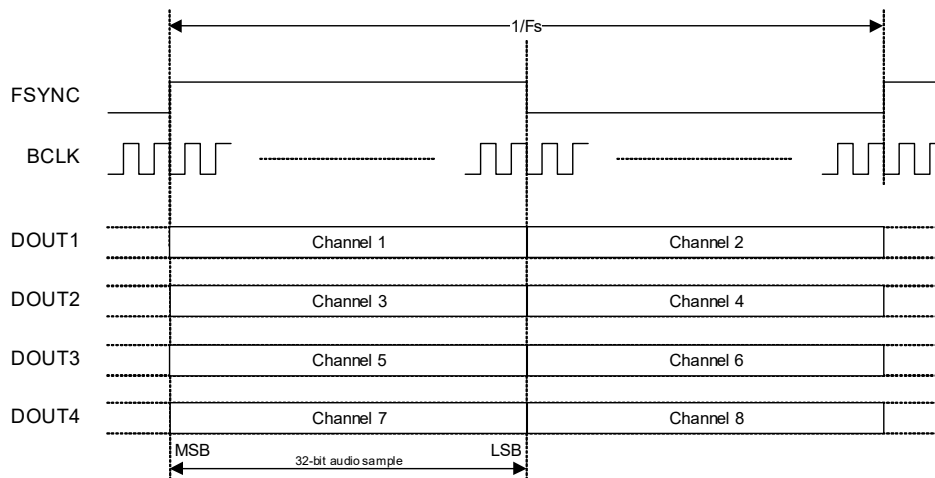 1/Fs
FSYNC
BCLK
DOUT1
Channel 1
Channel 2
DOUT2
Channel 3
Channel 4
DOUT3
Channel 5
Channel 6
DOUT4
Channel 7
Channel 8
MSB
LSB
32-bit audio sample